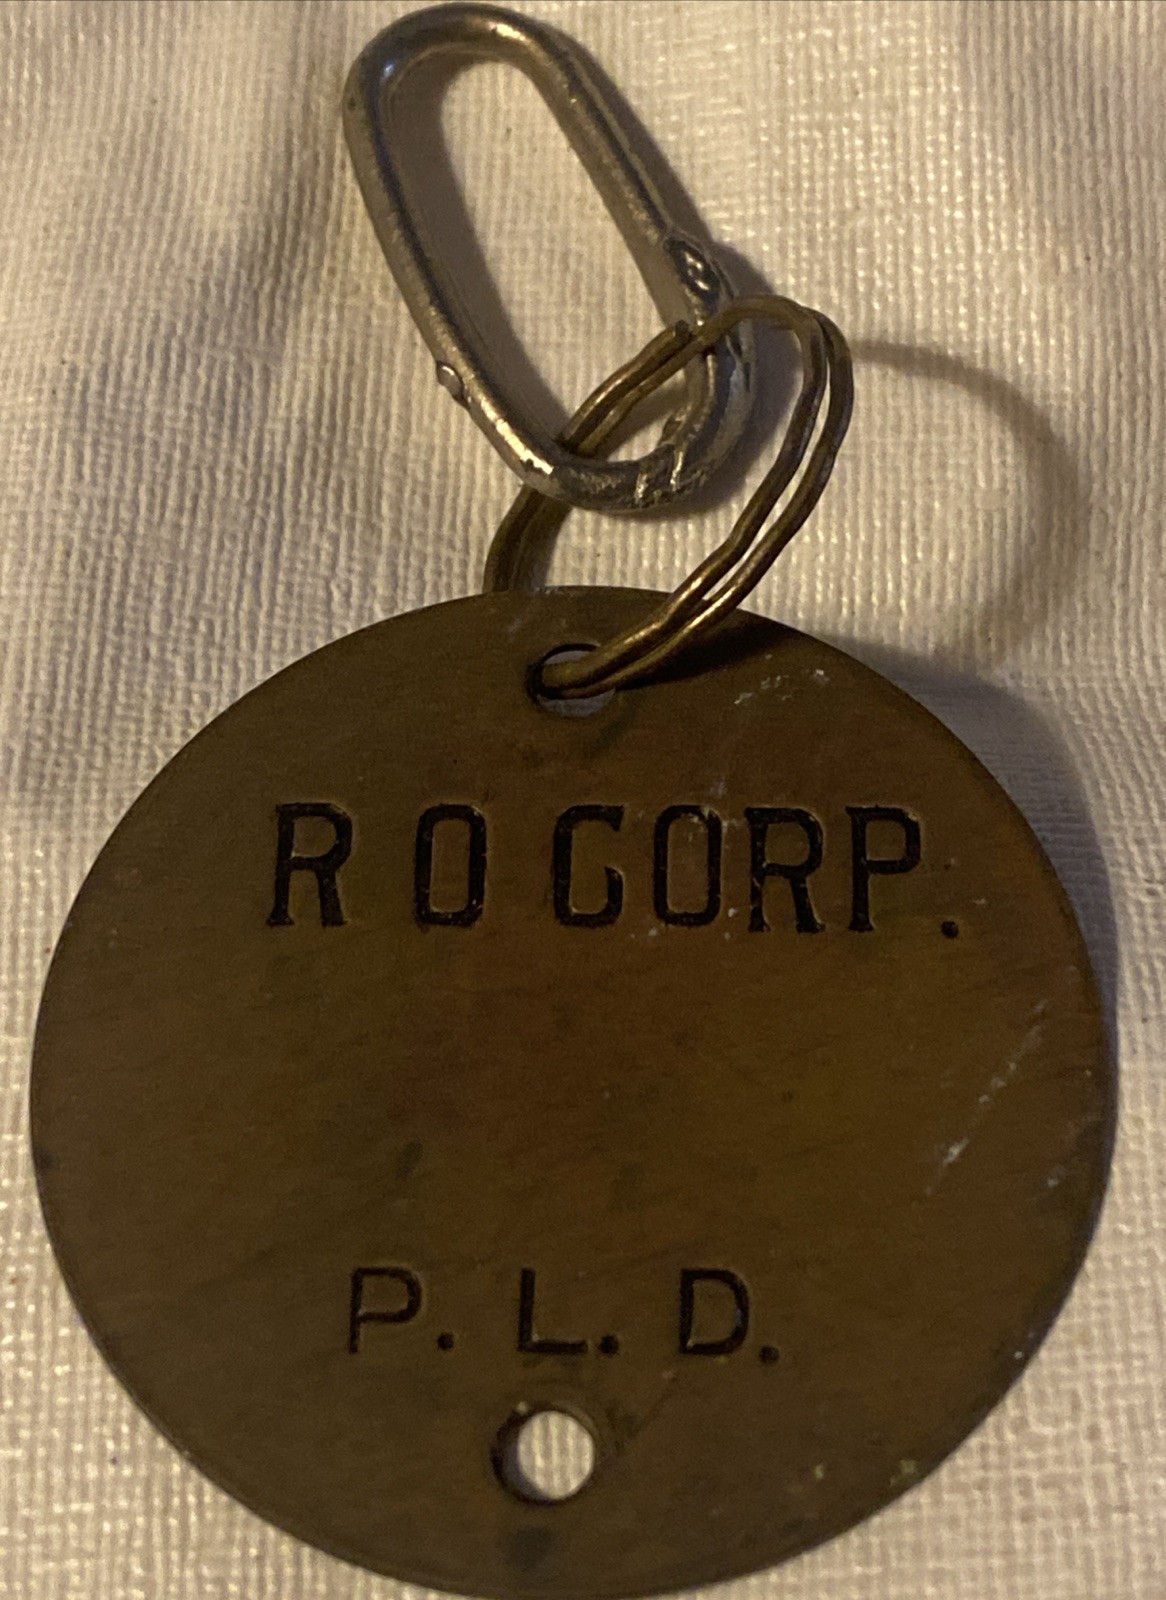 R O CORP.
P. L. D.